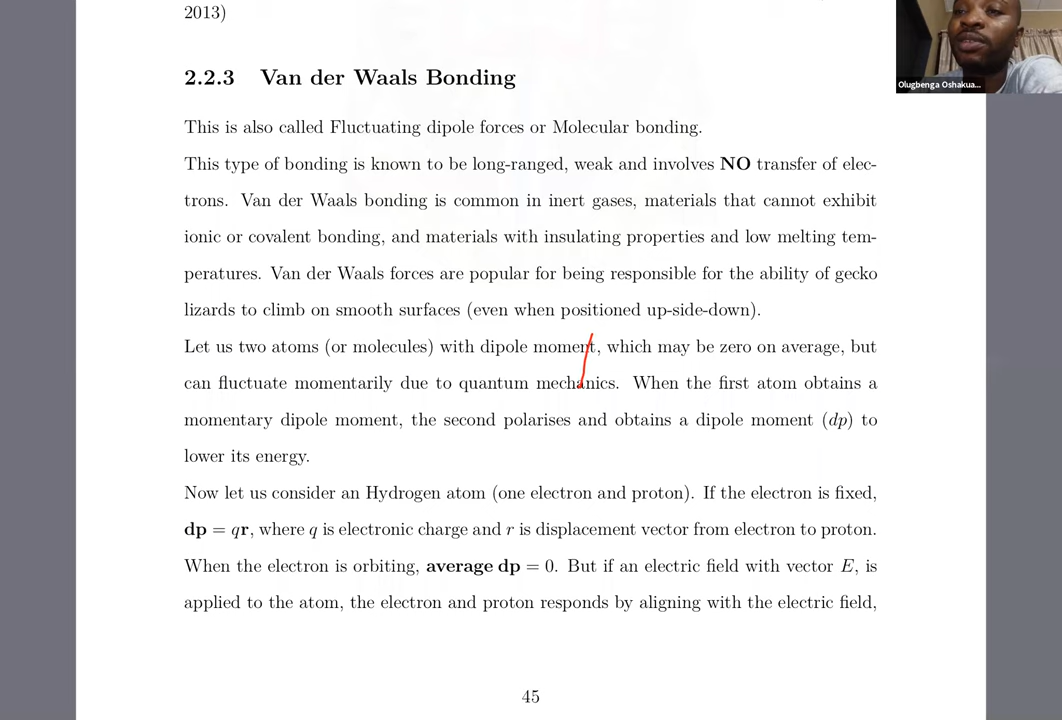 2013)
2.2.3 Van der Waals Bonding
Olugbenga Oshakua...
This is also called Fluctuating dipole forces or Molecular bonding.
This type of bonding is known to be long-ranged, weak and involves NO transfer of elec-
trons. Van der Waals bonding is common in inert gases, materials that cannot exhibit
ionic or covalent bonding, and materials with insulating properties and low melting tem-
peratures. Van der Waals forces are popular for being responsible for the ability of gecko
lizards to climb on smooth surfaces (even when positioned up-side-down).
Let us two atoms (or molecules) with dipole moment, which may be zero on average, but
can fluctuate momentarily due to quantum mechanics. When the first atom obtains a
momentary dipole moment, the second polarises and obtains a dipole moment (dp) to
lower its energy.
Now let us consider an Hydrogen atom (one electron and proton). If the electron is fixed,
dp = qr, where q is electronic charge and r is displacement vector from electron to proton.
When the electron is orbiting, average dp = 0. But if an electric field with vector E, is
applied to the atom, the electron and proton responds by aligning with the electric field,
45